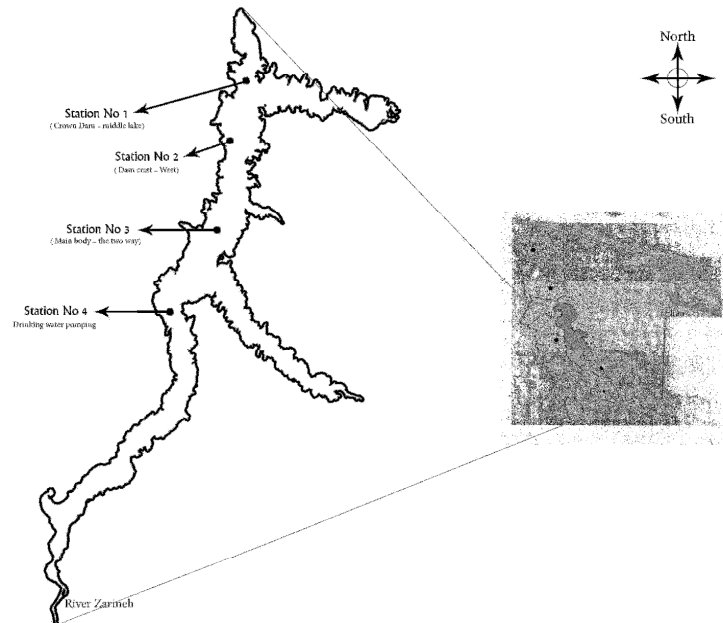 North
South
Station No 1
( Crown Dam – middle lake)
Station No 2
(Dam crest – West)
Station No 3
( Main body – the two way)
Station No 4
Drinking water pumping
River Zarineh